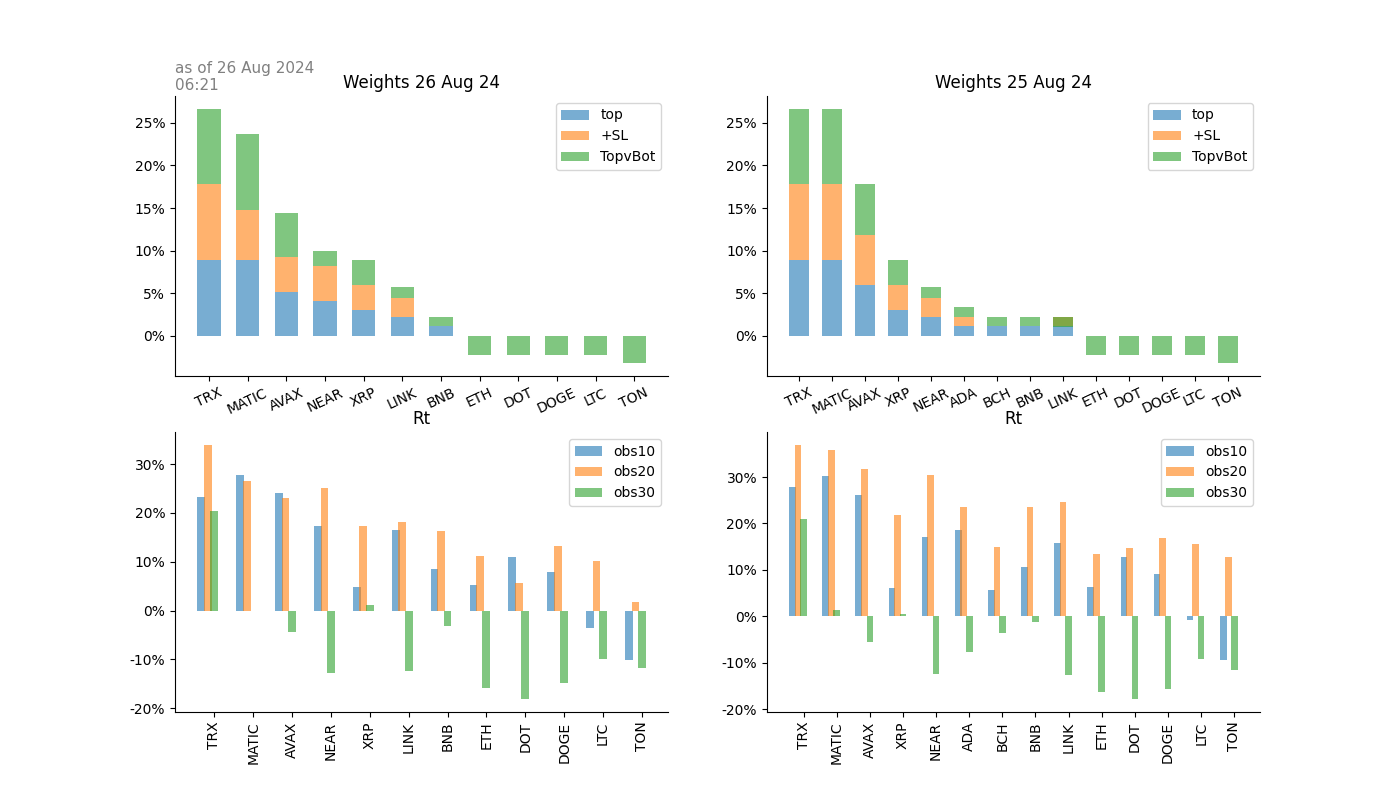 as of 26 Aug 2024
06:21
Weights 26 Aug 24
25%
20%
15%
10%
5%
0%
top
+SL
TopvBot
TRX MATIC AVAX NEAR XRP LINK BNB ETH DOT DOGE LTC TON
Weights 25 Aug 24
25%
20%
15%
10%
5%
0%
top
+SL
TopvBot
TRX MATIC AVAX XRP NEAR ADA BCH BNB LINK ETH DOT DOGE LTC TON
Rt
30%
20%
10%
0%
-10%
-20%
obs10
obs20
obs30
TRX MATIC AVAX NEAR XRP LINK BNB ETH DOT DOGE LTC TON
Rt
30%
20%
10%
0%
-10%
-20%
obs10
obs20
obs30
TRX MATIC AVAX XRP NEAR ADA BCH BNB LINK ETH DOT DOGE LTC TON